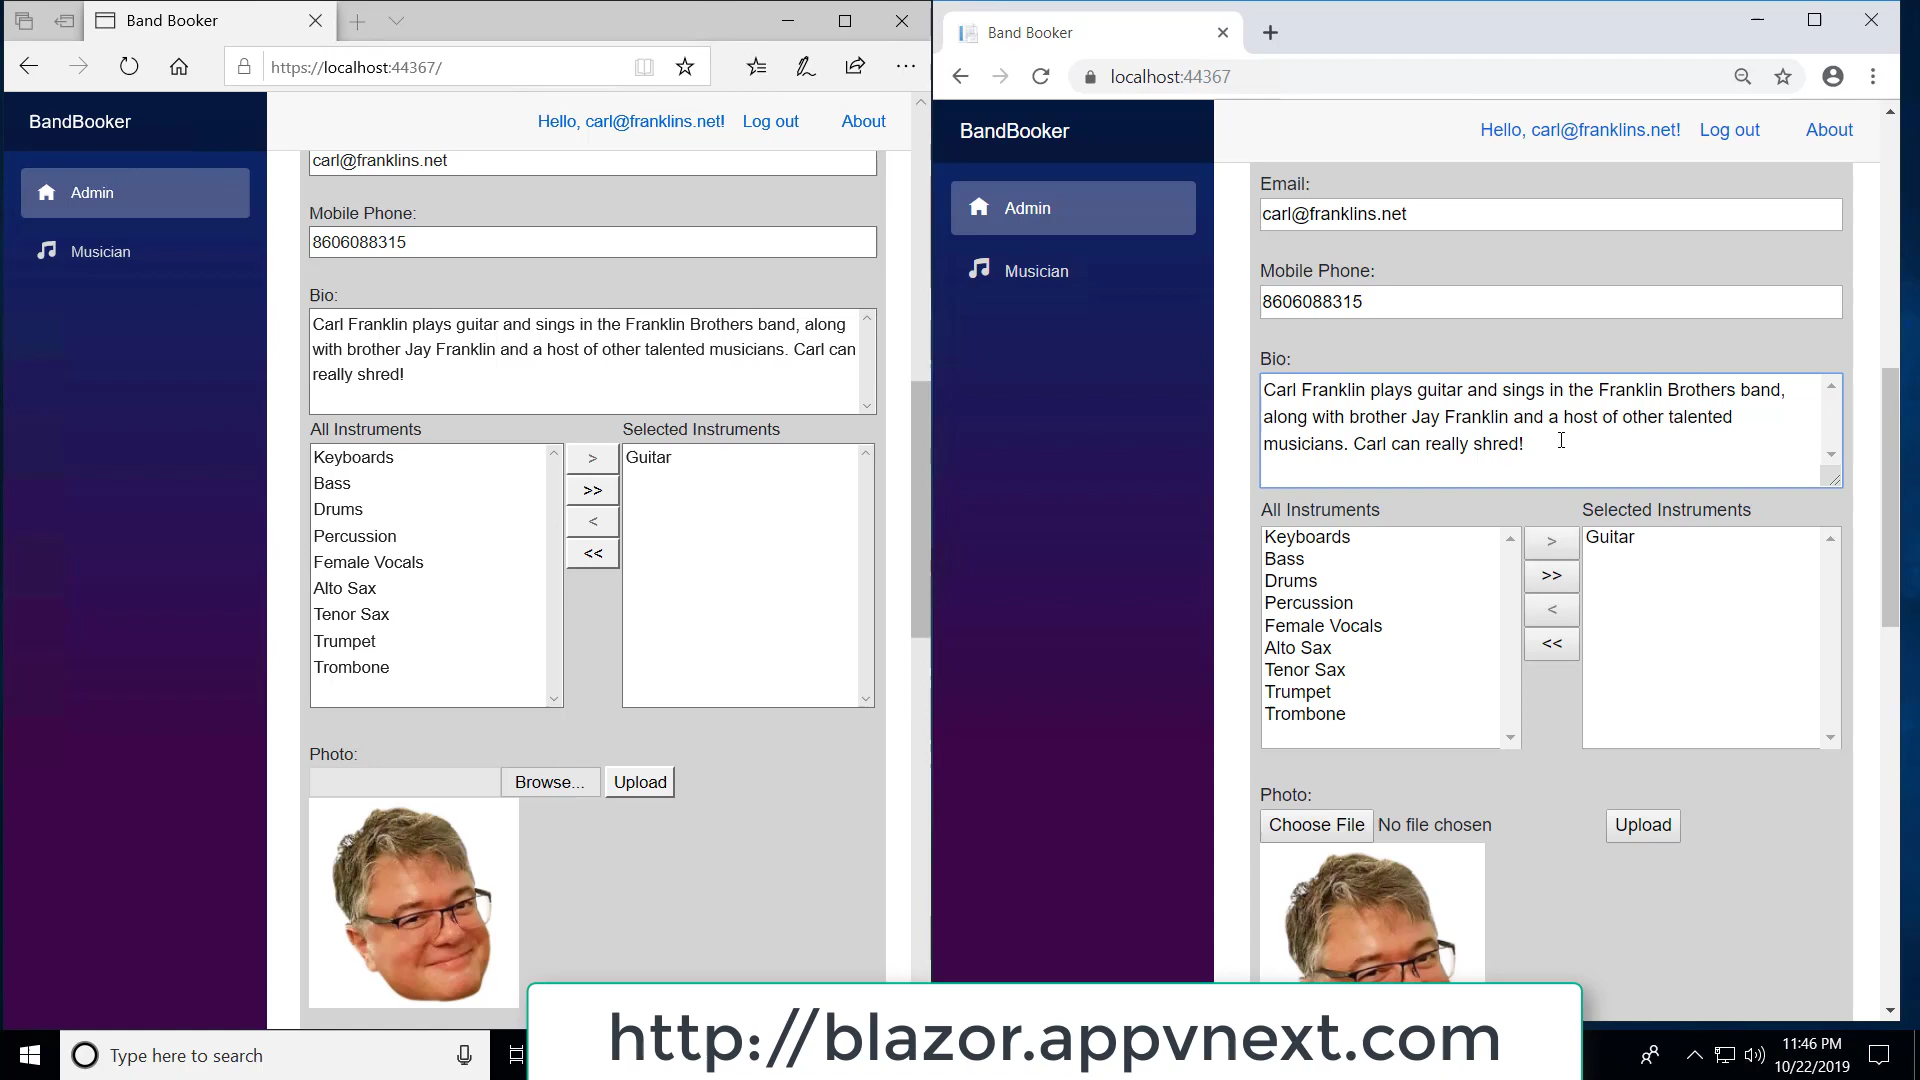 Band Booker
https://localhost:44367/
BandBooker
Hello, carl@franklins.net!
Log out
About
Admin
Musician
carl@franklins.net
Mobile Phone:
8606088315
Bio:
Carl Franklin plays guitar and sings in the Franklin Brothers band, along
with brother Jay Franklin and a host of other talented musicians. Carl can
really shred!
All Instruments
Selected Instruments
Keyboards
Bass
Drums
Percussion
Female Vocals
Alto Sax
Tenor Sax
Trumpet
Trombone
>
>>
<
<<
Guitar
Photo:
Browse...
Upload
Band Booker
localhost:44367
BandBooker
Hello, carl@franklins.net!
Log out
About
Admin
Musician
Email:
carl@franklins.net
Mobile Phone:
8606088315
Bio:
Carl Franklin plays guitar and sings in the Franklin Brothers band,
along with brother Jay Franklin and a host of other talented
musicians. Carl can really shred!
All Instruments
Selected Instruments
Keyboards
Bass
Drums
Percussion
Female Vocals
Alto Sax
Tenor Sax
Trumpet
Trombone
>
>>
<
<<
Guitar
Photo:
Choose File
No file chosen
Upload
http://blazor.appvnext.com
Type here to search
11:46 PM
10/22/2019